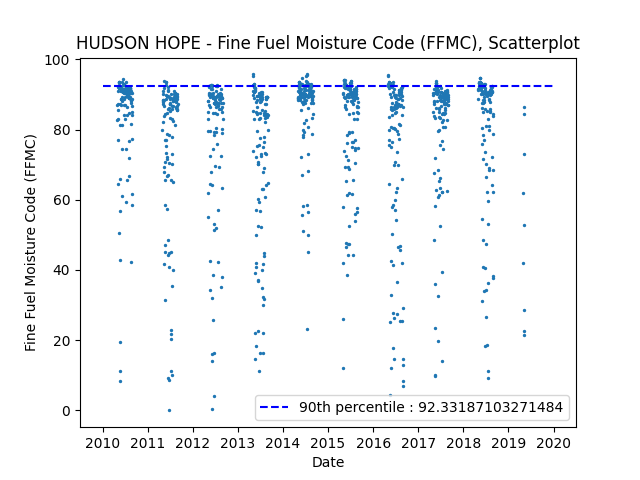 HUDSON HOPE - Fine Fuel Moisture Code (FFMC), Scatterplot
100
80
60
40
20
0
Fine Fuel Moisture Code (FFMC)
90th percentile : 92.33187103271484
2010 2011 2012 2013 2014 2015 2016 2017 2018 2019 2020
Date